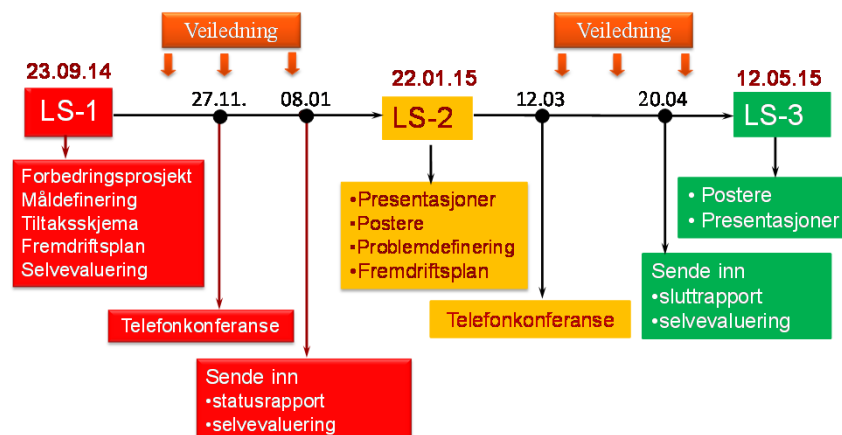 Veiledning
Veiledning
23.09.14
27.11.
08.01
22.01.15
12.03
20.04
12.05.15
LS-1
LS-2
LS-3
Forbedringsprosjekt
Måldefinering
Tiltaksskjema
Fremdriftsplan
Selvevaluering
•Presentasjoner
•Postere
•Problemdefinering
•Fremdriftsplan
• Postere
• Presentasjoner
Telefonkonferanse
Telefonkonferanse
Sende inn
•sluttrapport
•selvevaluering
Sende inn
•statusrapport
•selvevaluering